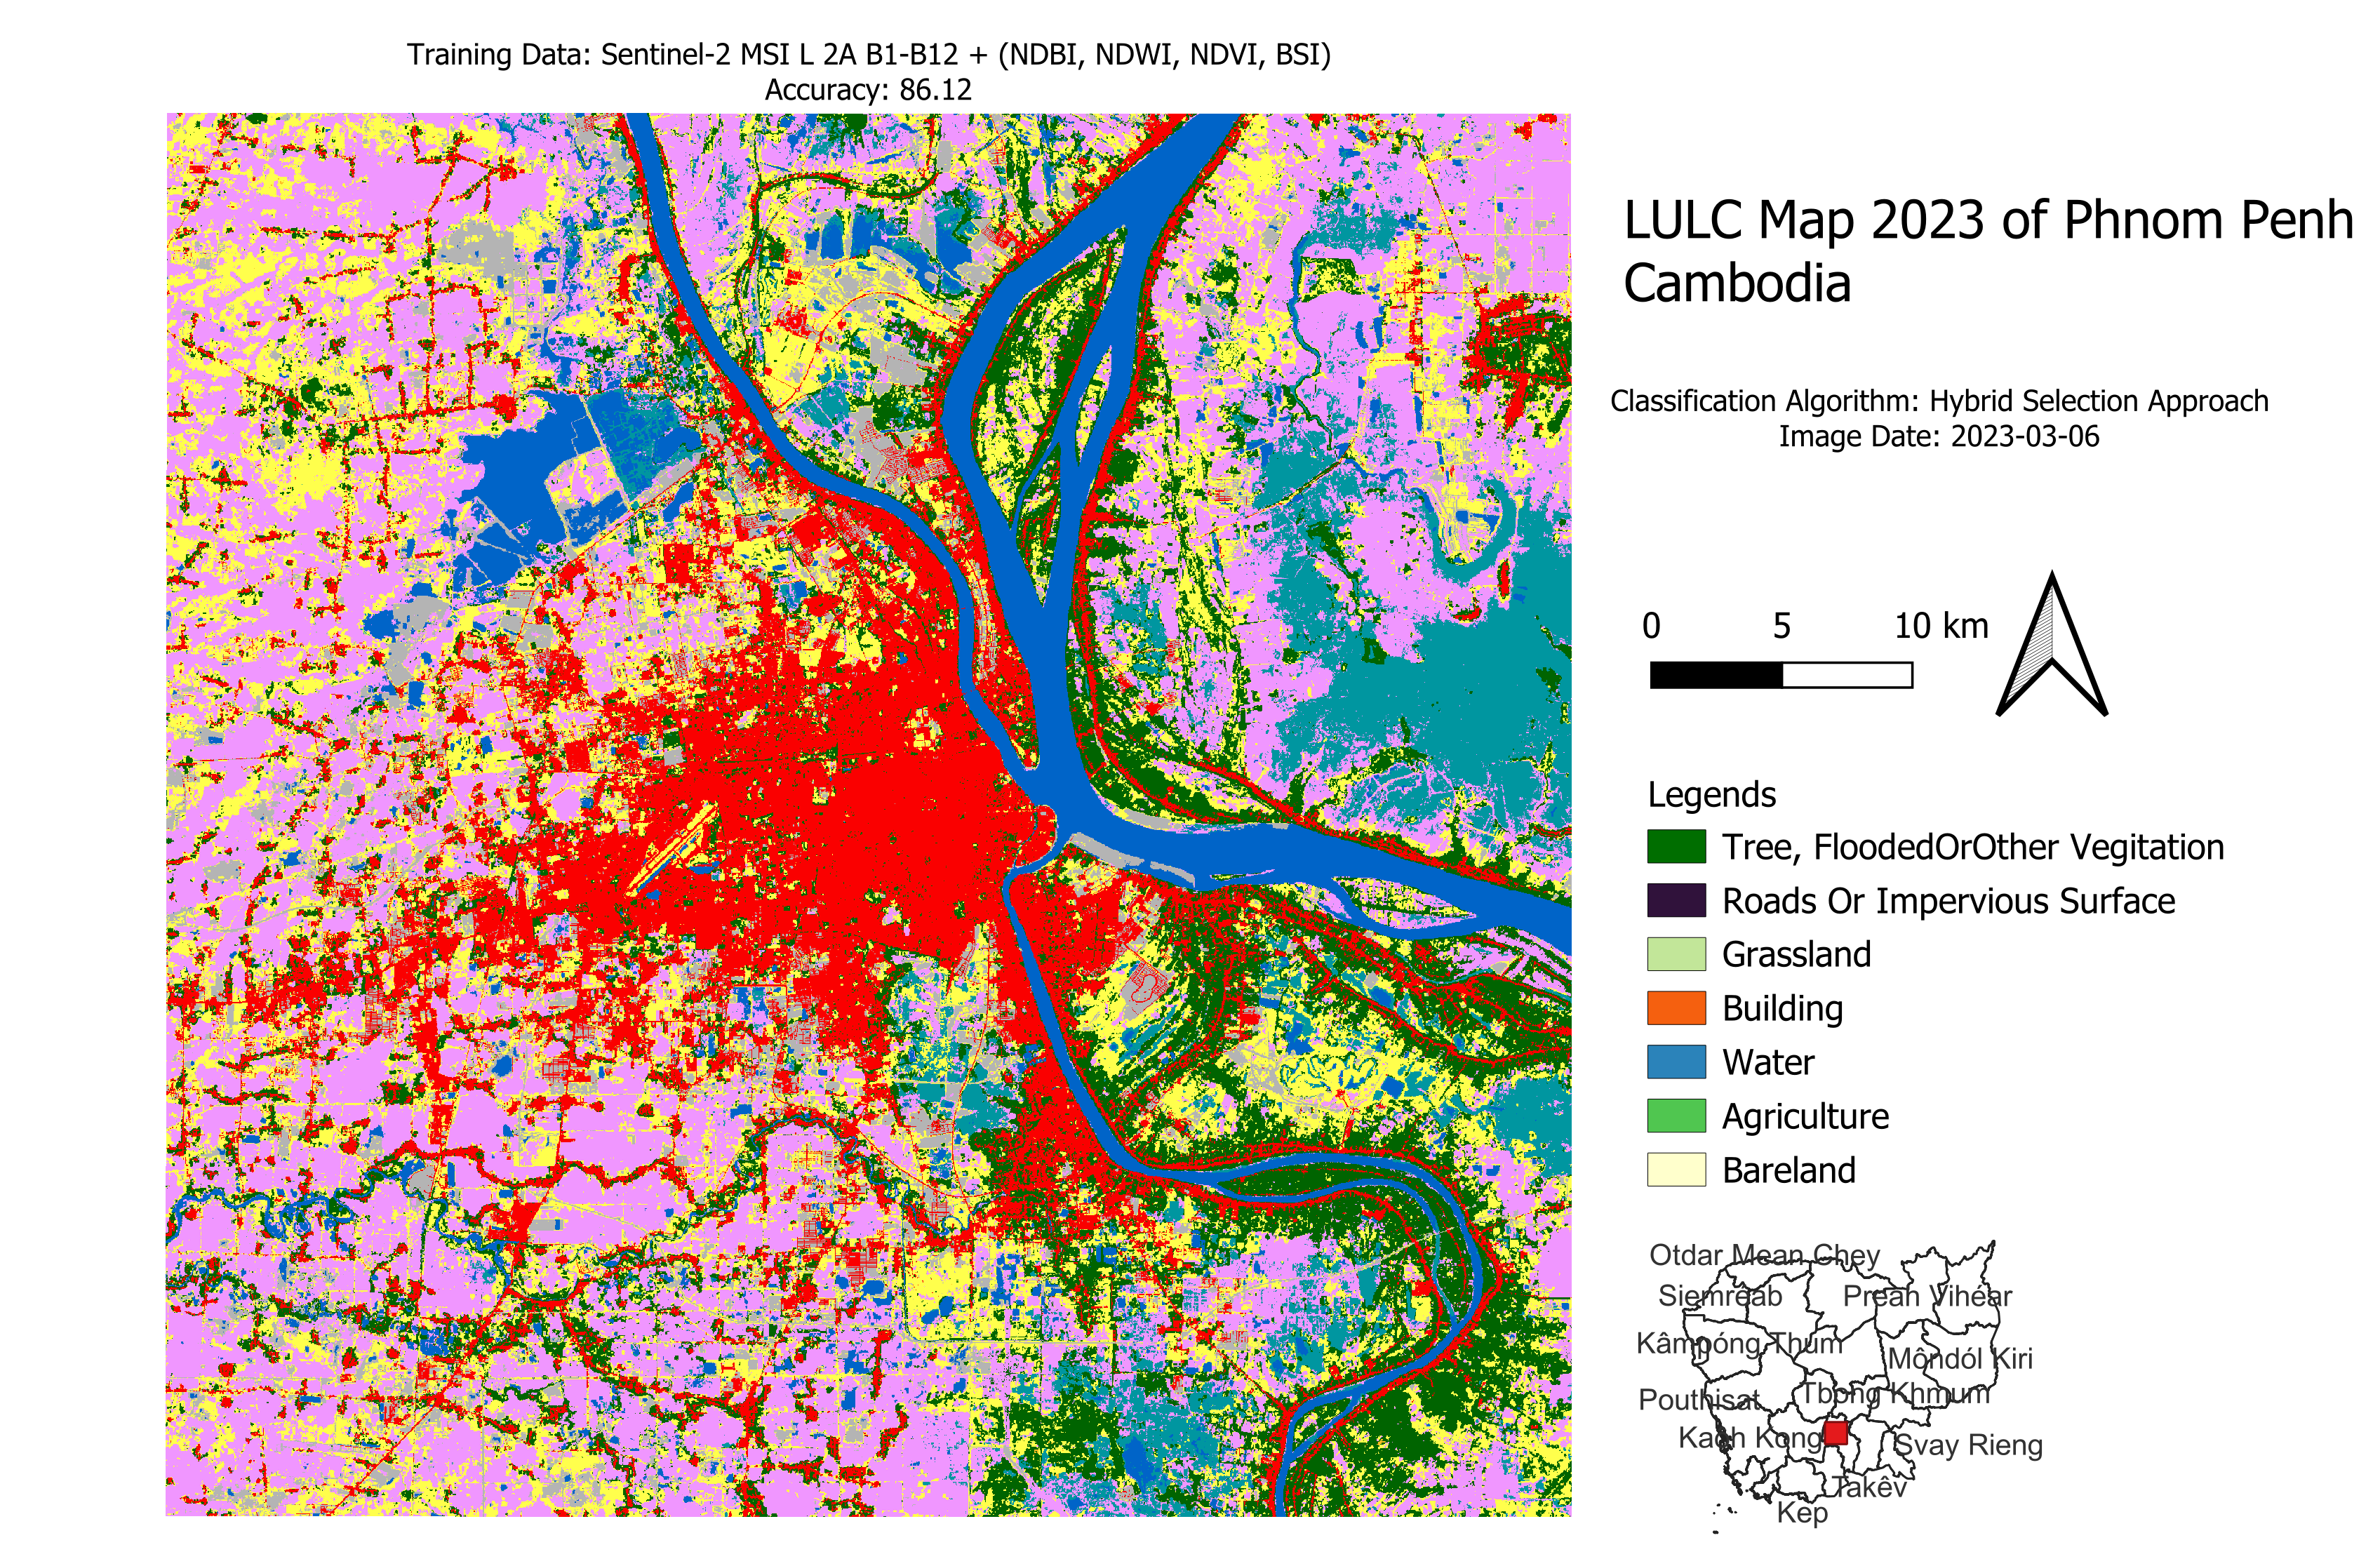 Training Data: Sentinel-2 MSI L 2A B1-B12 + (NDBI, NDWI, NDVI, BSI)
Accuracy: 86.12
LULC Map 2023 of Phnom Penh
Cambodia
Classification Algorithm: Hybrid Selection Approach
Image Date: 2023-03-06
0 5 10 km
Legends
Tree, FloodedOrOther Vegitation
Roads Or Impervious Surface
Grassland
Building
Water
Agriculture
Bareland
Otdar Mean Chey
Siemréab Preah Vihéar
Kâmpóng Thum
Môndól Kiri
Pouthisat Tbong Khmum
Kaôh Kong Svay Rieng
Takêv
Kep